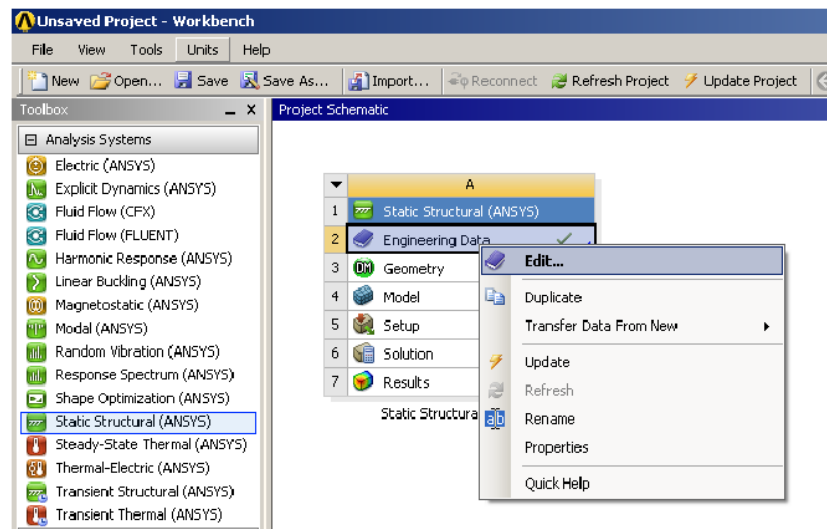 Unsaved Project - Workbench
File View Tools Units Help
New Open... Save Save As... Import... Reconnect Refresh Project Update Project
Toolbox
Project Schematic
Analysis Systems
Electric (ANSYS)
Explicit Dynamics (ANSYS)
Fluid Flow (CFX)
Fluid Flow (FLUENT)
Harmonic Response (ANSYS)
Linear Buckling (ANSYS)
Magnetostatic (ANSYS)
Modal (ANSYS)
Random Vibration (ANSYS)
Response Spectrum (ANSYS)
Shape Optimization (ANSYS)
Static Structural (ANSYS)
Steady-State Thermal (ANSYS)
Thermal-Electric (ANSYS)
Transient Structural (ANSYS)
Transient Thermal (ANSYS)
A
1 Static Structural (ANSYS)
2 Engineering Data
3 DM Geometry
4 Model
5 Setup
6 Solution
7 Results
Static Structura
Edit...
Duplicate
Transfer Data From New
Update
Refresh
ab Rename
Properties
Quick Help